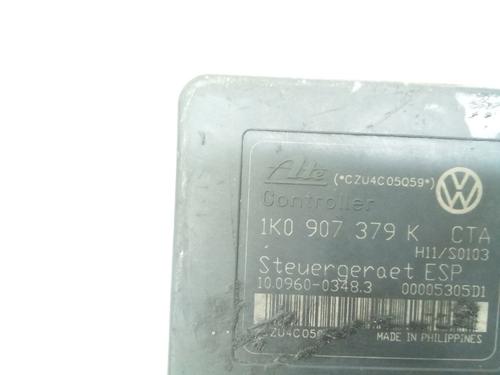 Ate (*CZU4C05Q59*)
Controller
1K0 907 379 K CTA
H11/S0103
Steuergeraet ESP
10.0960-0348.3 00005305D1
MADE IN PHILIPPINES